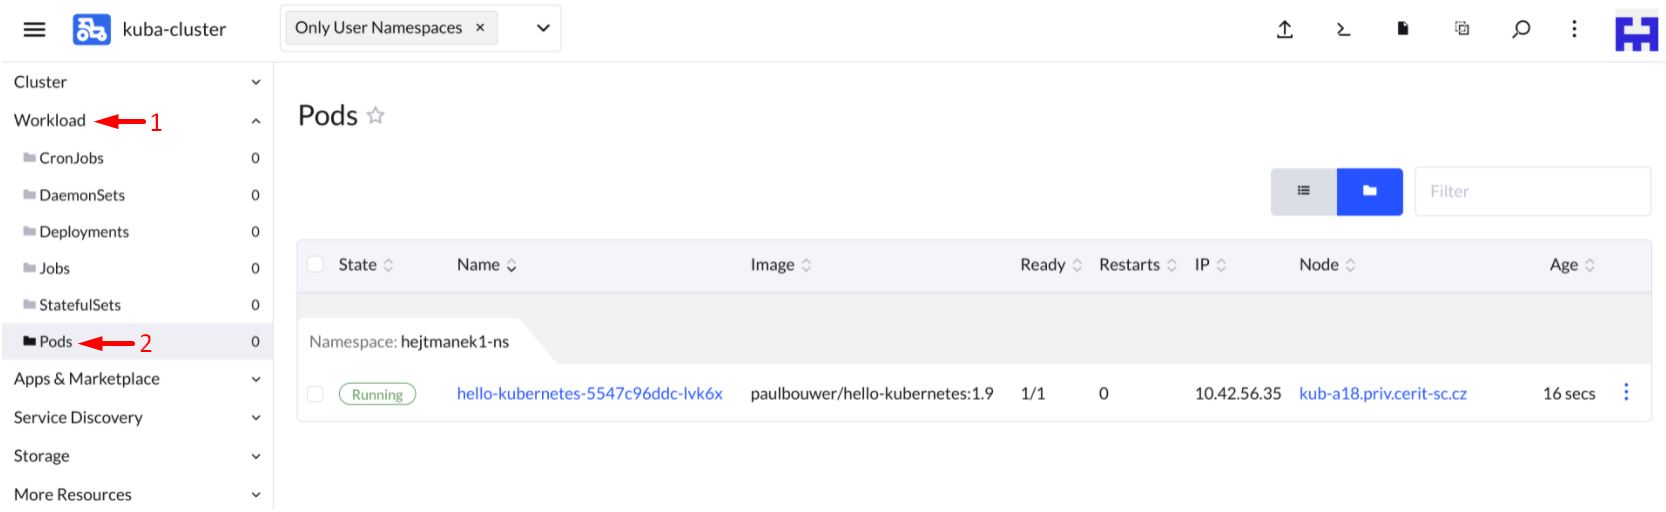 kuba-cluster
Only User Namespaces ×
Cluster
Workload 1
CronJobs 0
DaemonSets 0
Deployments 0
Jobs 0
StatefulSets 0
Pods 2 0
Apps & Marketplace
Service Discovery
Storage
More Resources
Pods
Filter
State Name Image Ready Restarts IP Node Age
Namespace: hejtmanek1-ns
Running hello-kubernetes-5547c96ddc-lvk6x paulbouwer/hello-kubernetes:1.9 1/1 0 10.42.56.35 kub-a18.priv.cerit-sc.cz 16 secs